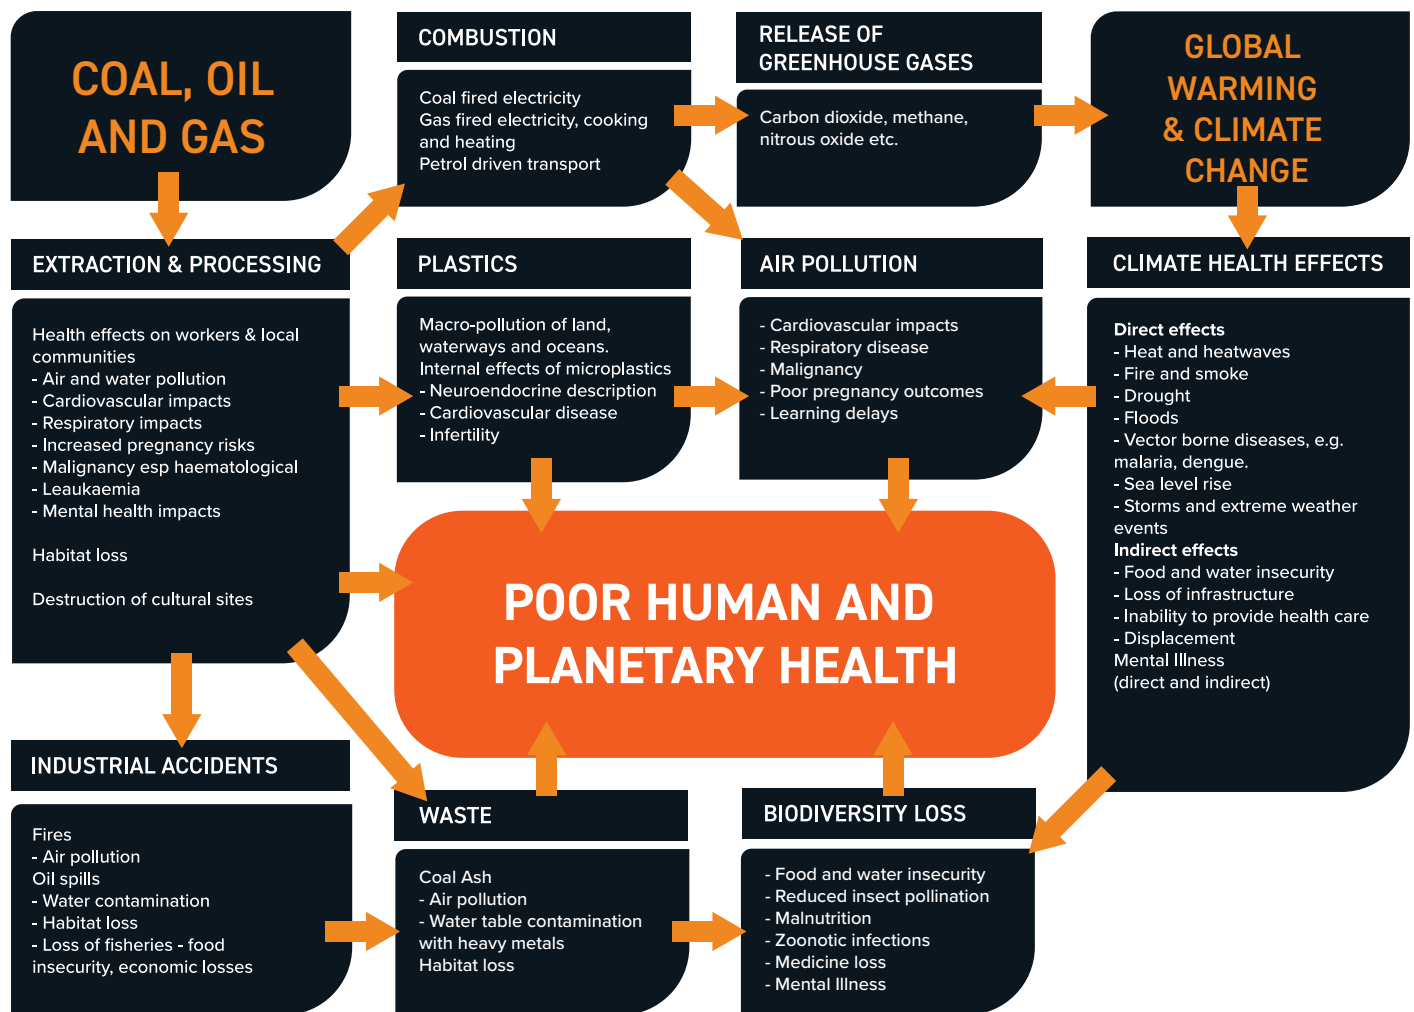 COAL, OIL
AND GAS
COMBUSTION
Coal fired electricity
Gas fired electricity, cooking
and heating
Petrol driven transport
RELEASE OF
GREENHOUSE GASES
Carbon dioxide, methane,
nitrous oxide etc.
GLOBAL
WARMING
& CLIMATE
CHANGE
EXTRACTION & PROCESSING
Health effects on workers & local
communities
- Air and water pollution
- Cardiovascular impacts
- Respiratory impacts
- Increased pregnancy risks
- Malignancy esp haematological
- Leaukaemia
- Mental health impacts
Habitat loss
Destruction of cultural sites
PLASTICS
Macro-pollution of land,
waterways and oceans.
Internal effects of microplastics
- Neuroendocrine description
- Cardiovascular disease
- Infertility
AIR POLLUTION
- Cardiovascular impacts
- Respiratory disease
- Malignancy
- Poor pregnancy outcomes
- Learning delays
CLIMATE HEALTH EFFECTS
Direct effects
- Heat and heatwaves
- Fire and smoke
- Drought
- Floods
- Vector borne diseases, e.g.
malaria, dengue.
- Sea level rise
- Storms and extreme weather
events
Indirect effects
- Food and water insecurity
- Loss of infrastructure
- Inability to provide health care
- Displacement
Mental Illness
(direct and indirect)
POOR HUMAN AND
PLANETARY HEALTH
INDUSTRIAL ACCIDENTS
Fires
- Air pollution
Oil spills
- Water contamination
- Habitat loss
- Loss of fisheries - food
insecurity, economic losses
WASTE
Coal Ash
- Air pollution
- Water table contamination
with heavy metals
Habitat loss
BIODIVERSITY LOSS
- Food and water insecurity
- Reduced insect pollination
- Malnutrition
- Zoonotic infections
- Medicine loss
- Mental Illness